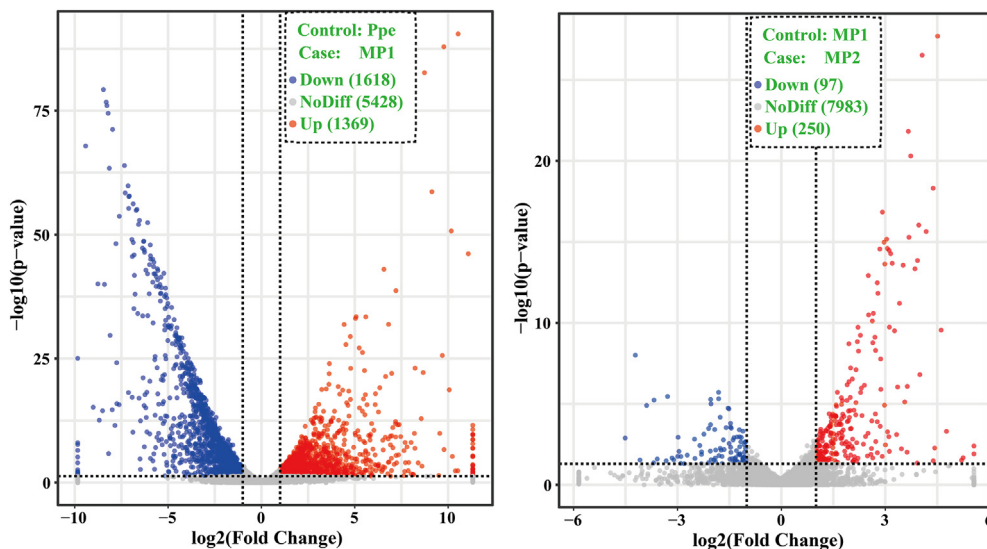 Control: Ppe
Case: MP1
Down (1618)
NoDiff (5428)
Up (1369)
75
50
25
0
−log10(p−value)
−10
−5
0
5
10
log2(Fold Change)
Control: MP1
Case: MP2
Down (97)
NoDiff (7983)
Up (250)
20
10
0
−log10(p−value)
−6
−3
0
3
6
log2(Fold Change)